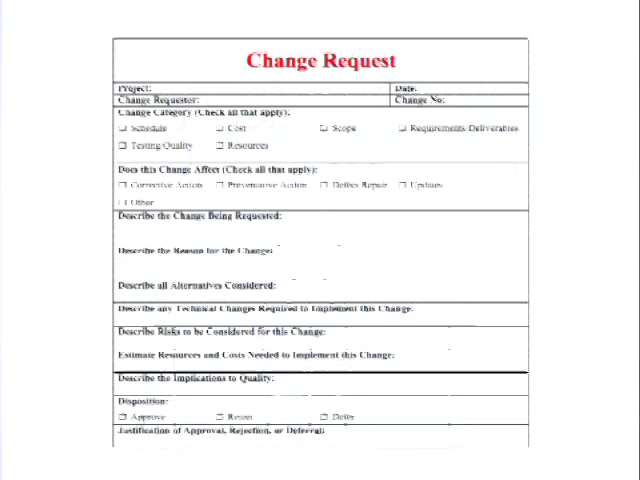 Change Request
Project: Date:
Change Requestor: Change No:
Change Category (Check all that apply):
☐ Schedule ☐ Cost ☐ Scope ☐ Requirements/Deliverables
☐ Testing/Quality ☐ Resources
Does this Change Affect (Check all that apply):
☐ Corrective Action ☐ Preventative Action ☐ Defect Repair ☐ Updates
☐ Other
Describe the Change Being Requested:
Describe the Reason for the Change:
Describe all Alternatives Considered:
Describe any Technical Changes Required to Implement this Change:
Describe Risks to be Considered for this Change:
Estimate Resources and Costs Needed to Implement this Change:
Describe the Implications to Quality:
Disposition:
☐ Approve ☐ Reject ☐ Defer
Justification of Approval, Rejection, or Deferral: